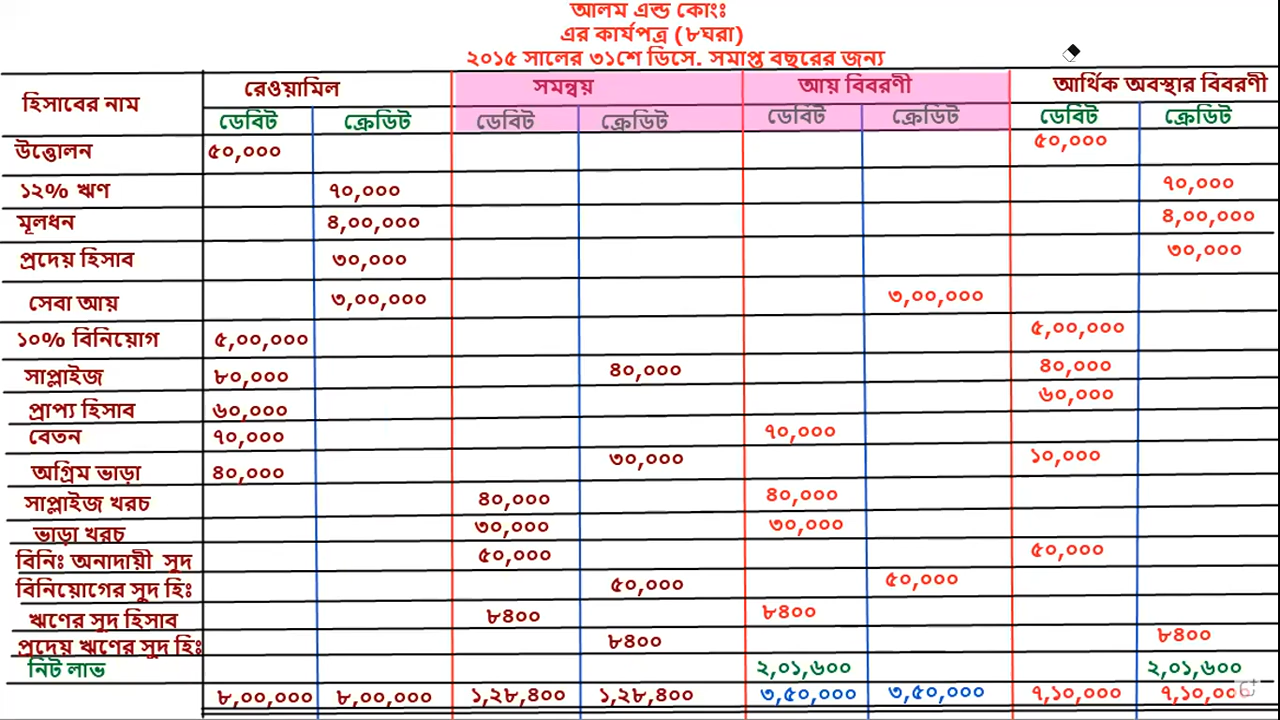 আলম এন্ড কোংঃ
এর কার্যপত্র (৮ঘরা)
২০১৫ সালের ৩১শে ডিসে. সমাপ্ত বছরের জন্য
হিসাবের নাম রেওয়ামিল সমন্বয় আয় বিবরণী আর্থিক অবস্থার বিবরণী
ডেবিট ক্রেডিট ডেবিট ক্রেডিট ডেবিট ক্রেডিট ডেবিট ক্রেডিট
উত্তোলন ৫০,০০০ ৫০,০০০
১২% ঋণ ৭০,০০০ ৭০,০০০
মূলধন ৪,০০,০০০ ৪,০০,০০০
প্রদেয় হিসাব ৩০,০০০ ৩০,০০০
সেবা আয় ৩,০০,০০০ ৩,০০,০০০
১০% বিনিয়োগ ৫,০০,০০০ ৫,০০,০০০
সাপ্লাইজ ৮০,০০০ ৪০,০০০ ৪০,০০০
প্রাপ্য হিসাব ৬০,০০০ ৬০,০০০
বেতন ৭০,০০০ ৭০,০০০
অগ্রিম ভাড়া ৪০,০০০ ৩০,০০০ ১০,০০০
সাপ্লাইজ খরচ ৪০,০০০ ৪০,০০০
ভাড়া খরচ ৩০,০০০ ৩০,০০০
বিনিঃ অনাদায়ী সুদ ৫০,০০০ ৫০,০০০
বিনিয়োগের সুদ হিঃ ৫০,০০০ ৫০,০০০
ঋণের সুদ হিসাব ৮৪০০ ৮৪০০
প্রদেয় ঋণের সুদ হিঃ ৮৪০০ ৮৪০০
নিট লাভ ২,০১,৬০০ ২,০১,৬০০
৮,০০,০০০ ৮,০০,০০০ ১,২৮,৪০০ ১,২৮,৪০০ ৩,৫০,০০০ ৩,৫০,০০০ ৭,১০,০০০ ৭,১০,০০০